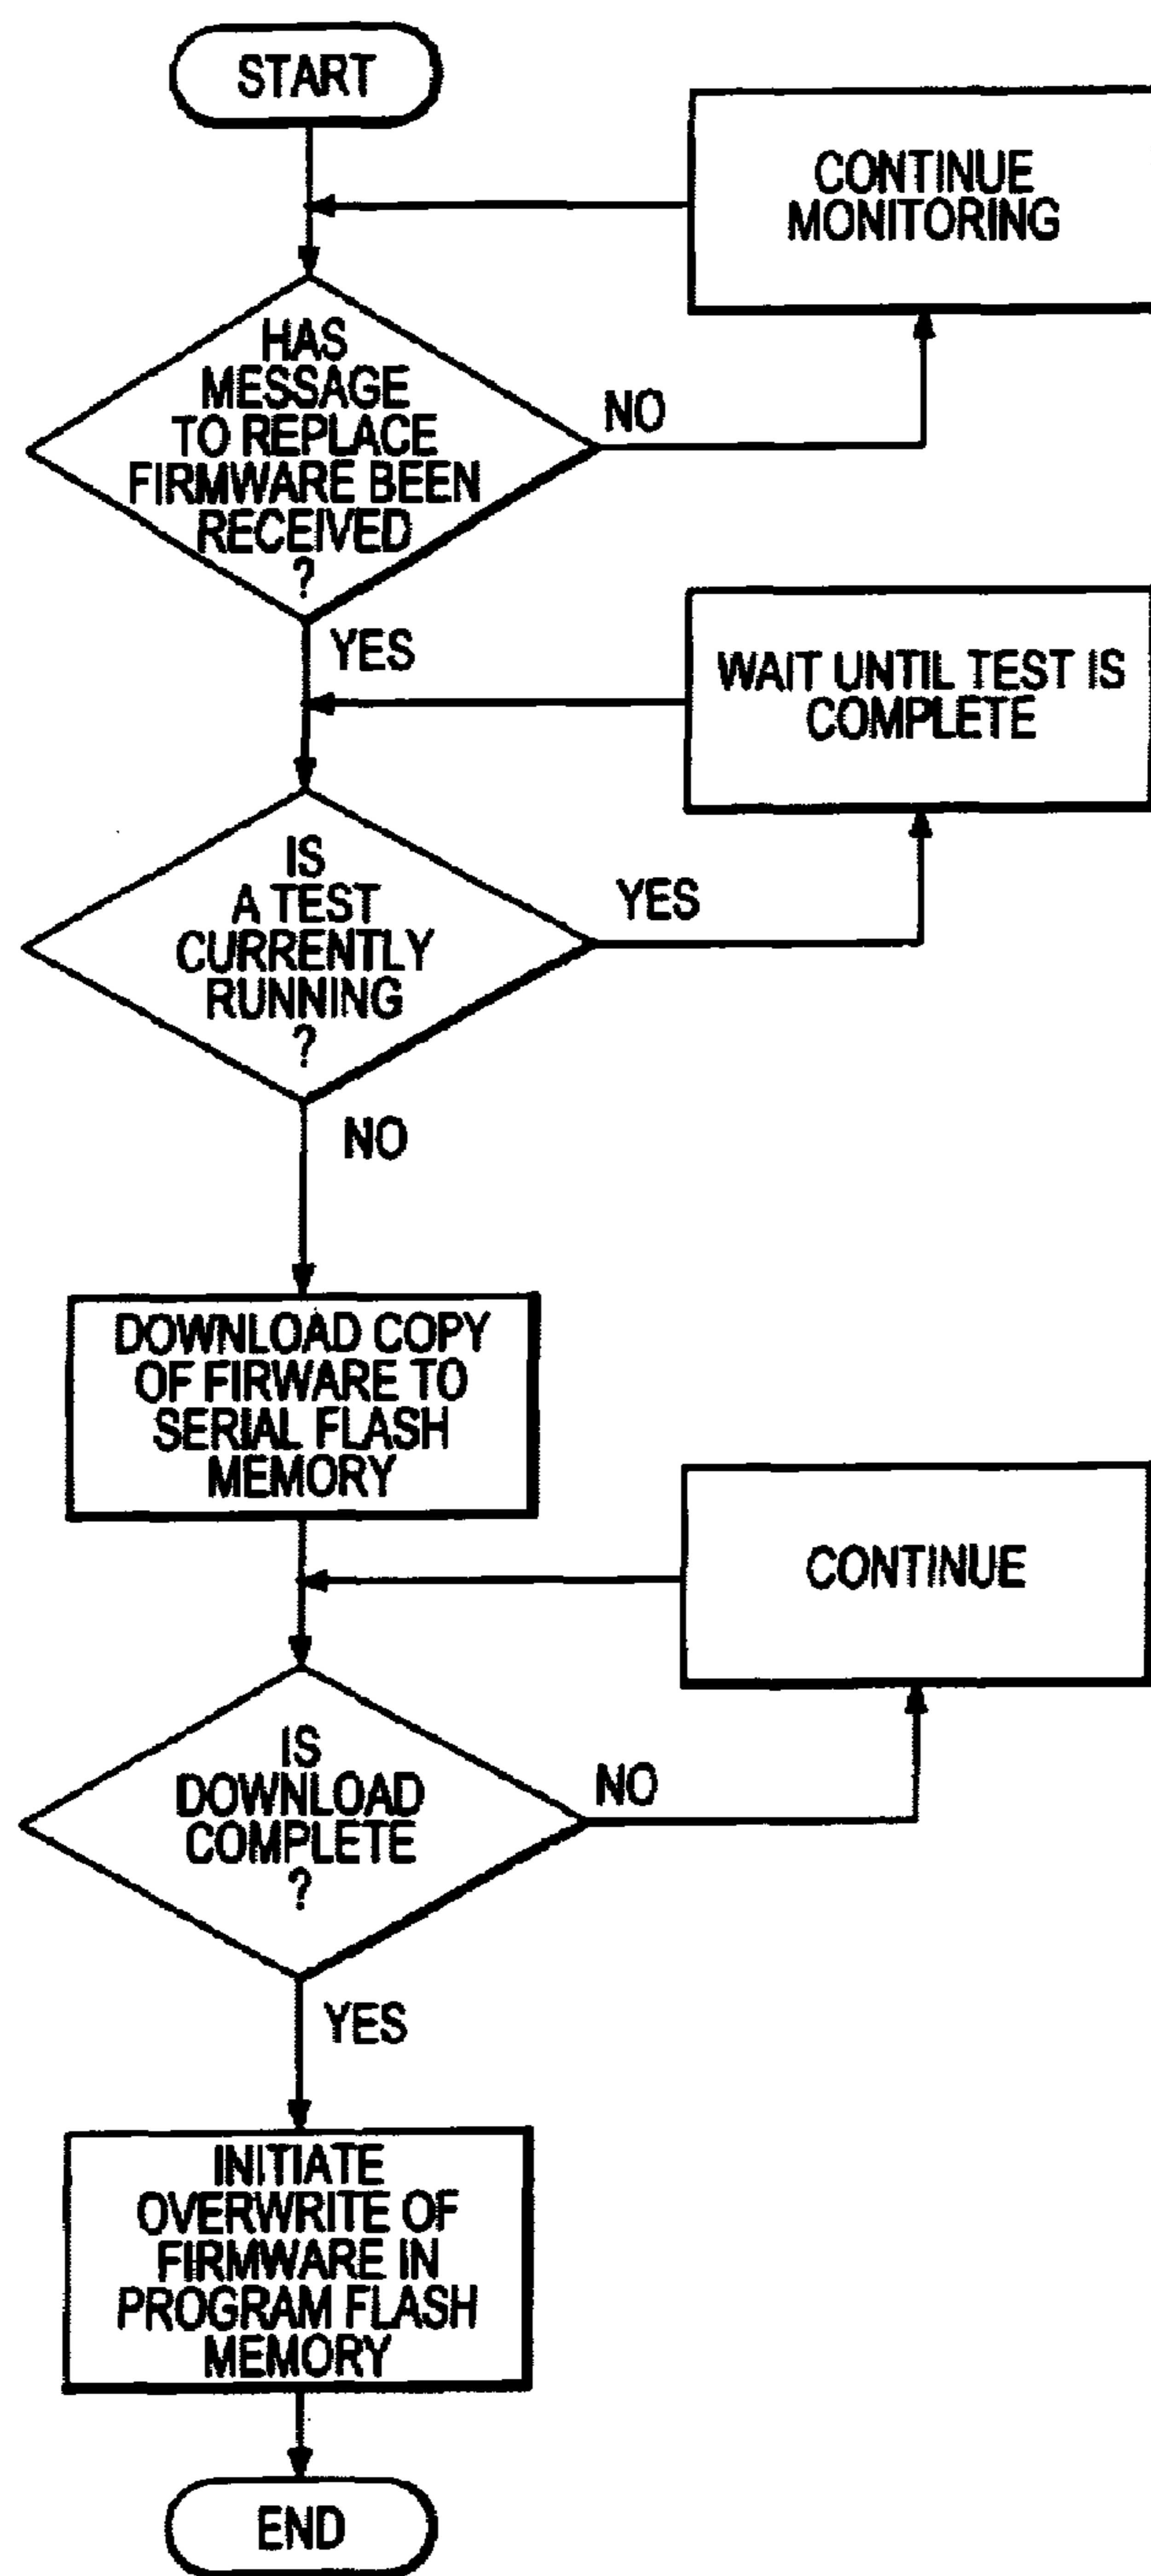 START
CONTINUE
MONITORING
HAS
MESSAGE
TO REPLACE
FIRMWARE BEEN
RECEIVED
?
NO
YES
WAIT UNTIL TEST IS
COMPLETE
IS
A TEST
CURRENTLY
RUNNING
?
YES
NO
DOWNLOAD COPY
OF FIRWARE TO
SERIAL FLASH
MEMORY
CONTINUE
IS
DOWNLOAD
COMPLETE
?
NO
YES
INITIATE
OVERWRITE OF
FIRMWARE IN
PROGRAM FLASH
MEMORY
END